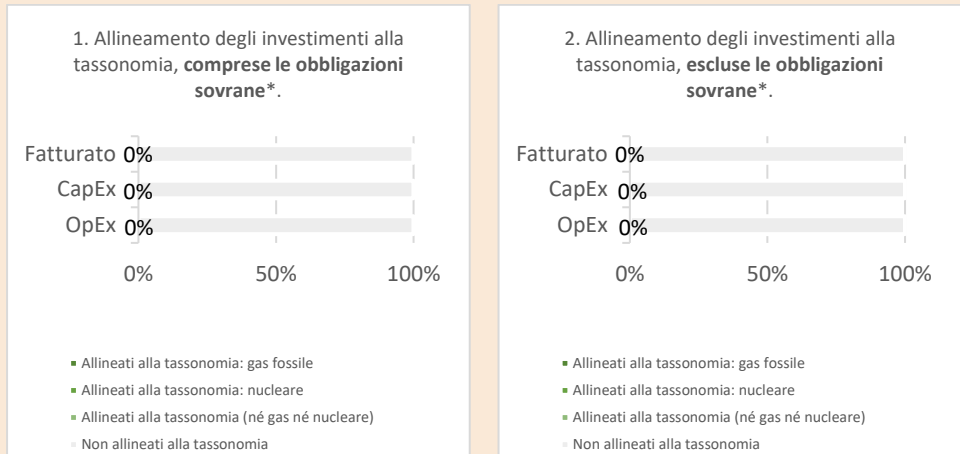 1. Allineamento degli investimenti alla
tassonomia, comprese le obbligazioni
sovrane*.
Fatturato 0%
CapEx 0%
OpEx 0%
0% 50% 100%
▪ Allineati alla tassonomia: gas fossile
▪ Allineati alla tassonomia: nucleare
▪ Allineati alla tassonomia (né gas né nucleare)
▪ Non allineati alla tassonomia
2. Allineamento degli investimenti alla
tassonomia, escluse le obbligazioni
sovrane*.
Fatturato 0%
CapEx 0%
OpEx 0%
0% 50% 100%
▪ Allineati alla tassonomia: gas fossile
▪ Allineati alla tassonomia: nucleare
▪ Allineati alla tassonomia (né gas né nucleare)
▪ Non allineati alla tassonomia